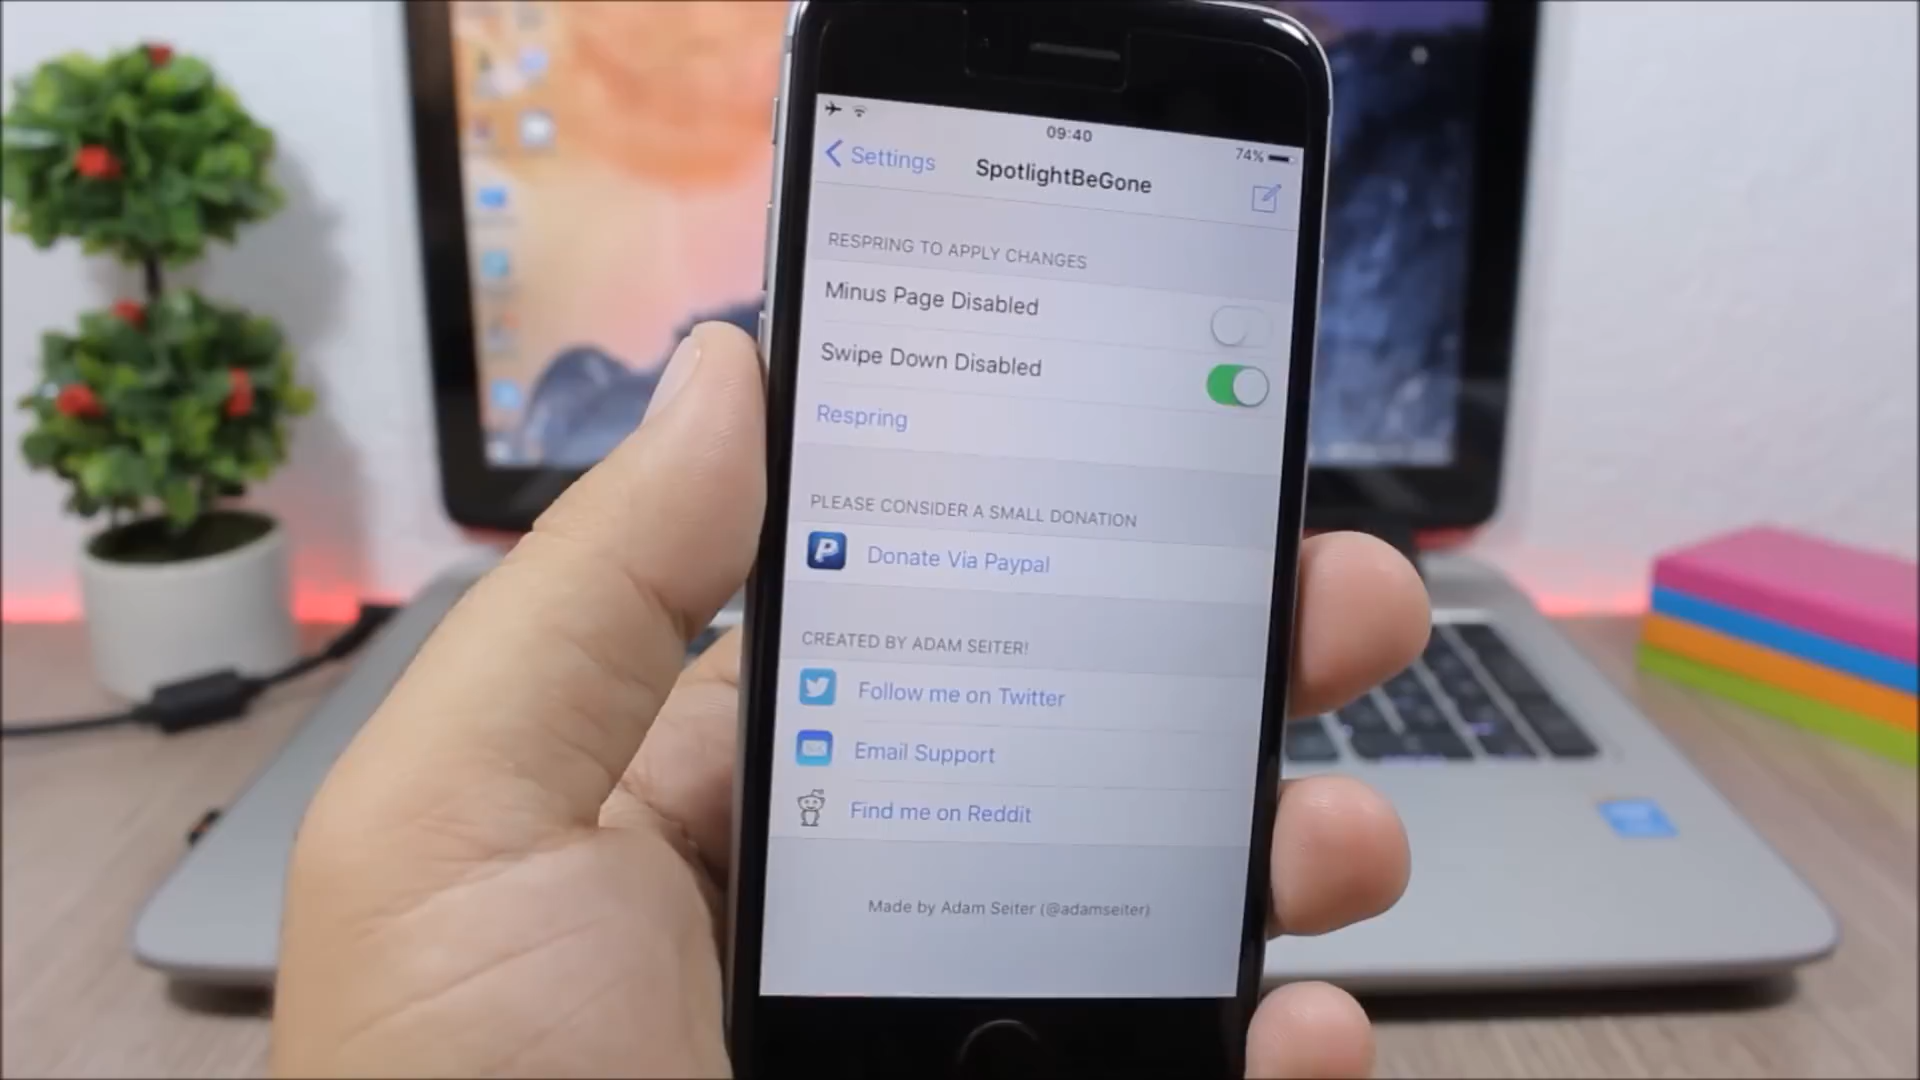 09:40
74%
Settings
SpotlightBeGone
RESPRING TO APPLY CHANGES
Minus Page Disabled
Swipe Down Disabled
Respring
PLEASE CONSIDER A SMALL DONATION
P
Donate Via Paypal
CREATED BY ADAM SEITER!
Follow me on Twitter
Email Support
Find me on Reddit
Made by Adam Seiter (@adamseiter)